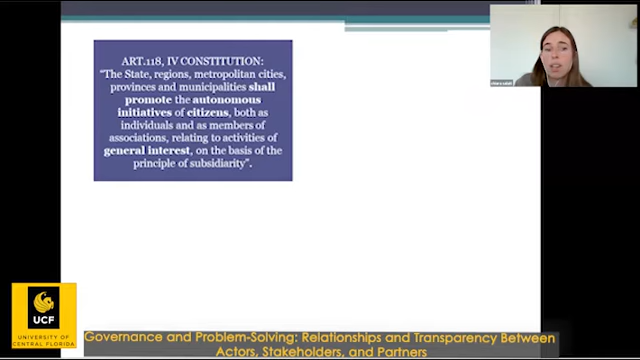 ART.118, IV CONSTITUTION:
“The State, regions, metropolitan cities,
provinces and municipalities shall
promote the autonomous
initiatives of citizens, both as
individuals and as members of
associations, relating to activities of
general interest, on the basis of the
principle of subsidiarity”.
UCF
UNIVERSITY OF
CENTRAL FLORIDA
Governance and Problem-Solving: Relationships and Transparency Between
Actors, Stakeholders, and Partners